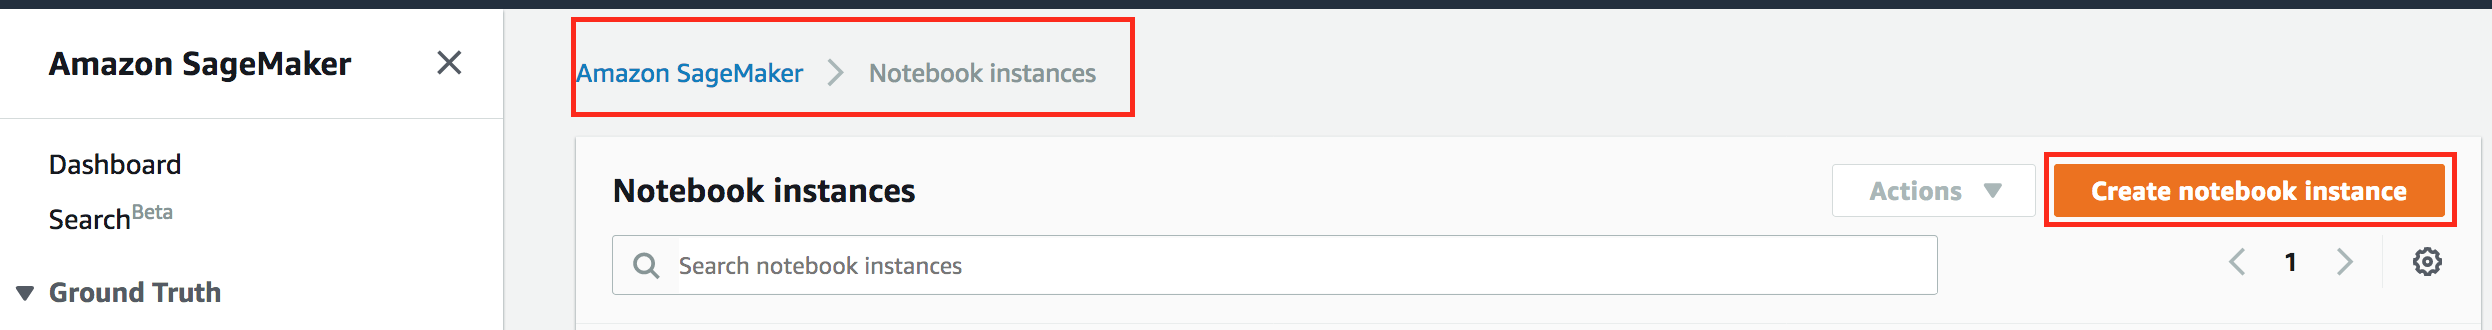 Amazon SageMaker
Dashboard
Search Beta
Ground Truth
Amazon SageMaker > Notebook instances
Notebook instances
Actions
Create notebook instance
Search notebook instances
1